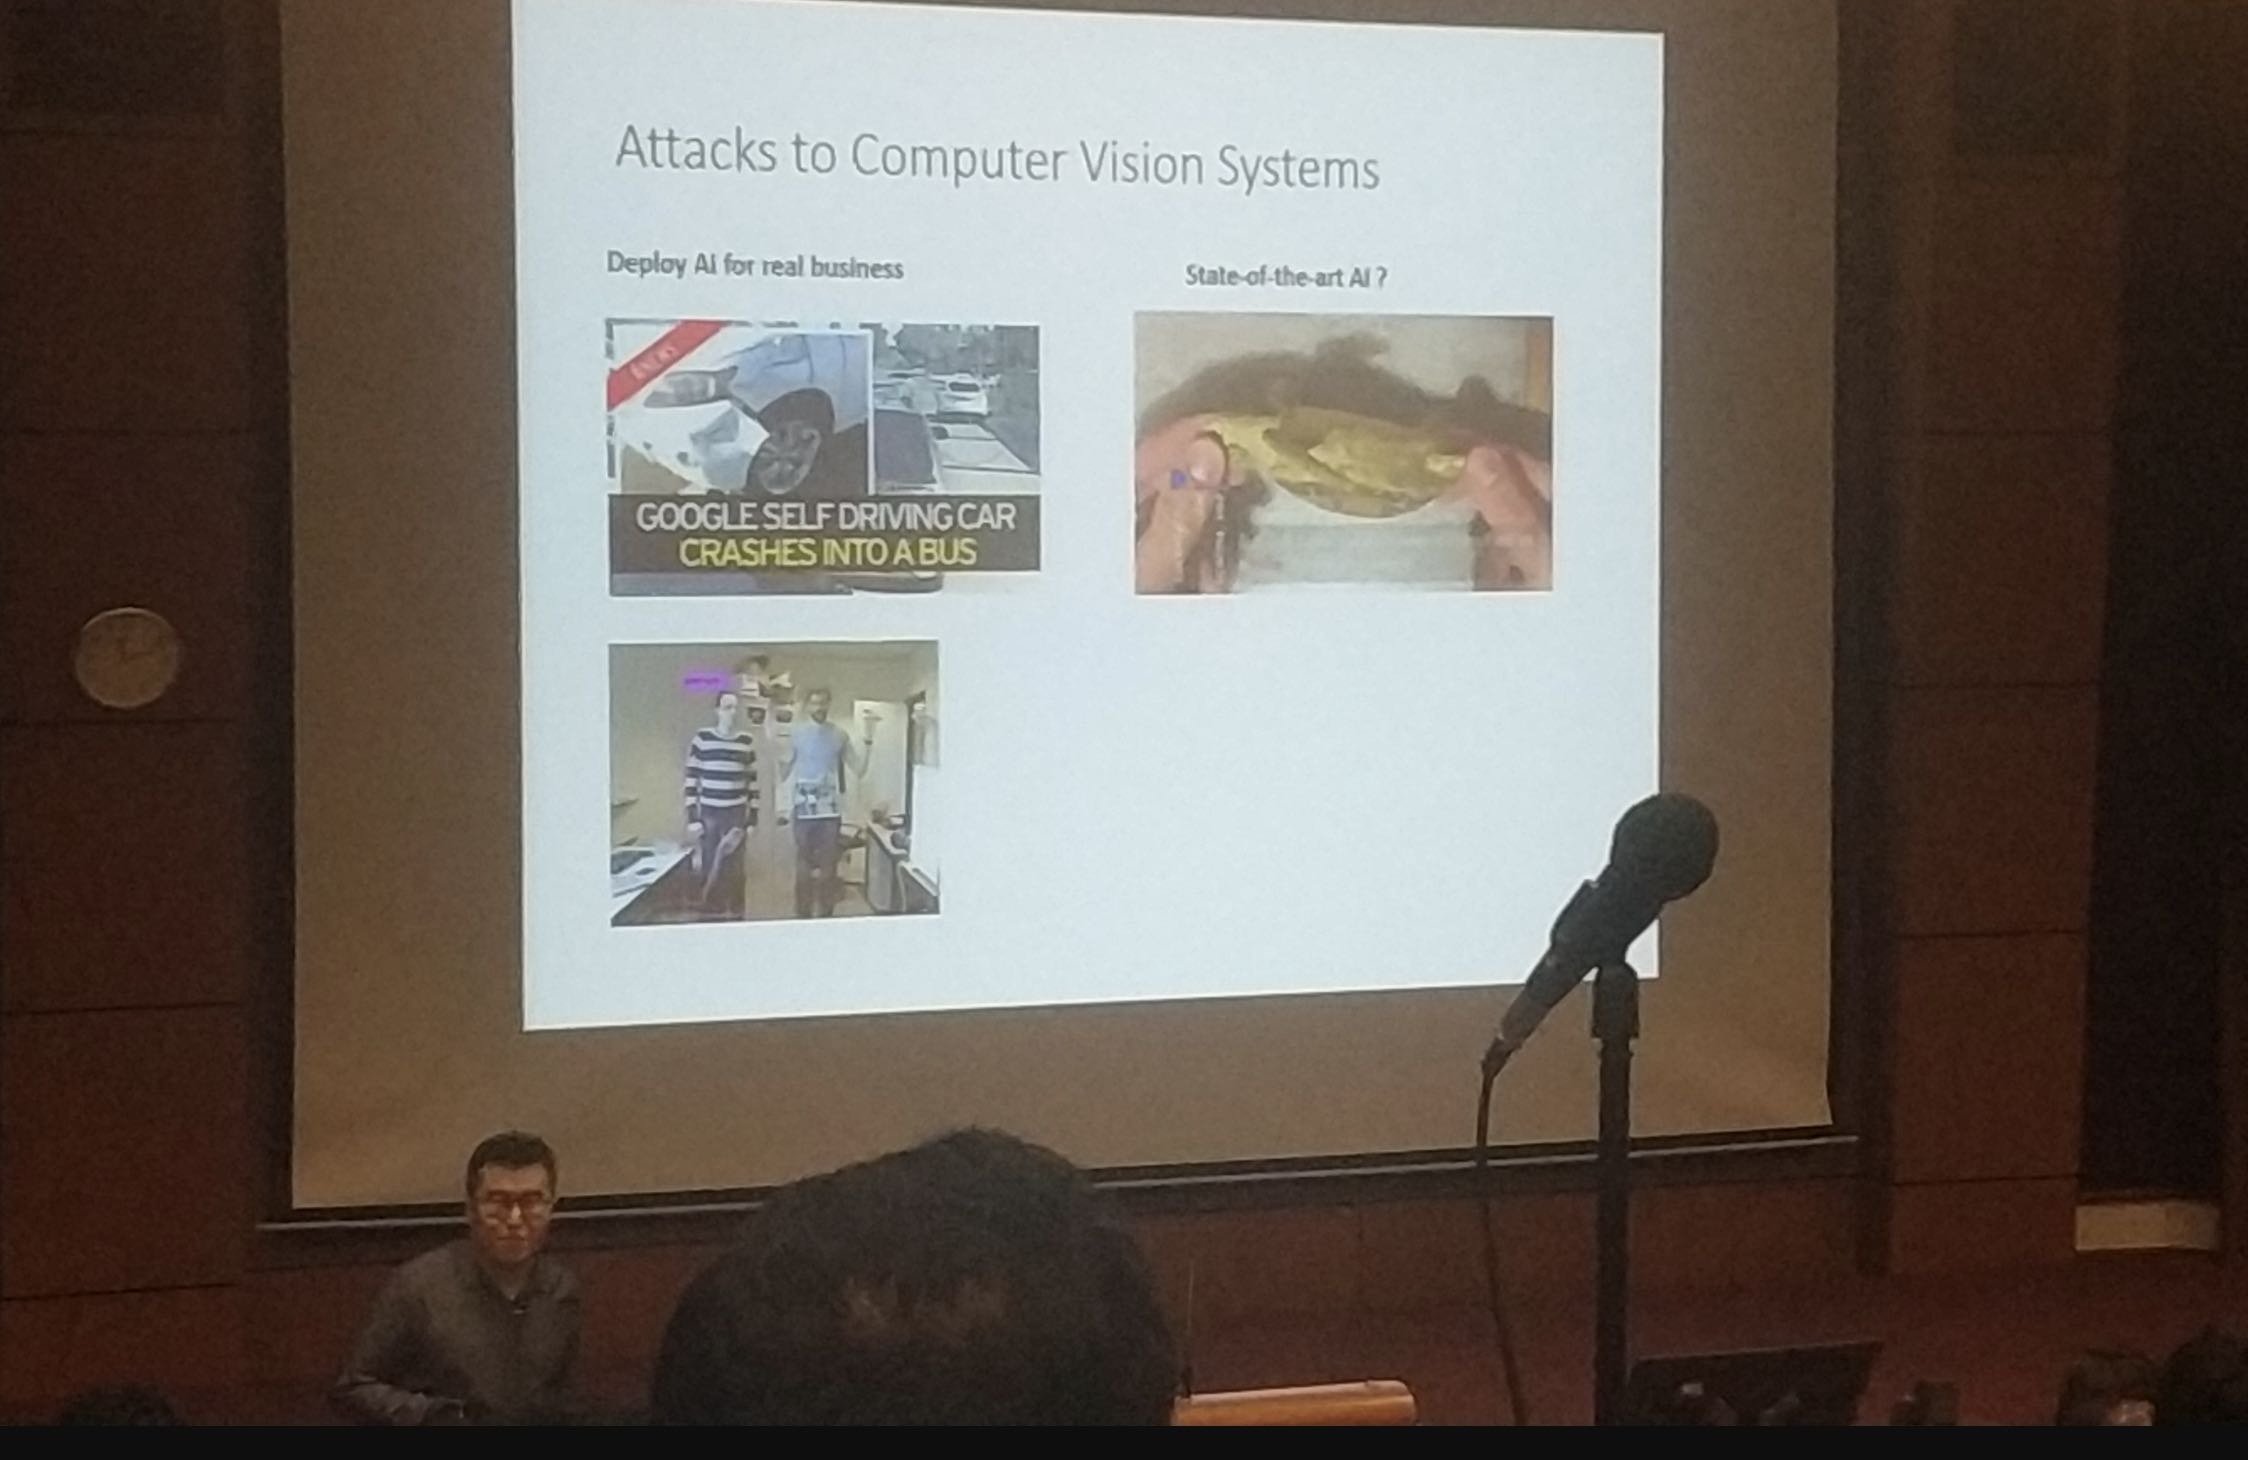 Attacks to Computer Vision Systems
Deploy AI for real business
State-of-the-art AI ?
GOOGLE SELF DRIVING CAR
CRASHES INTO A BUS